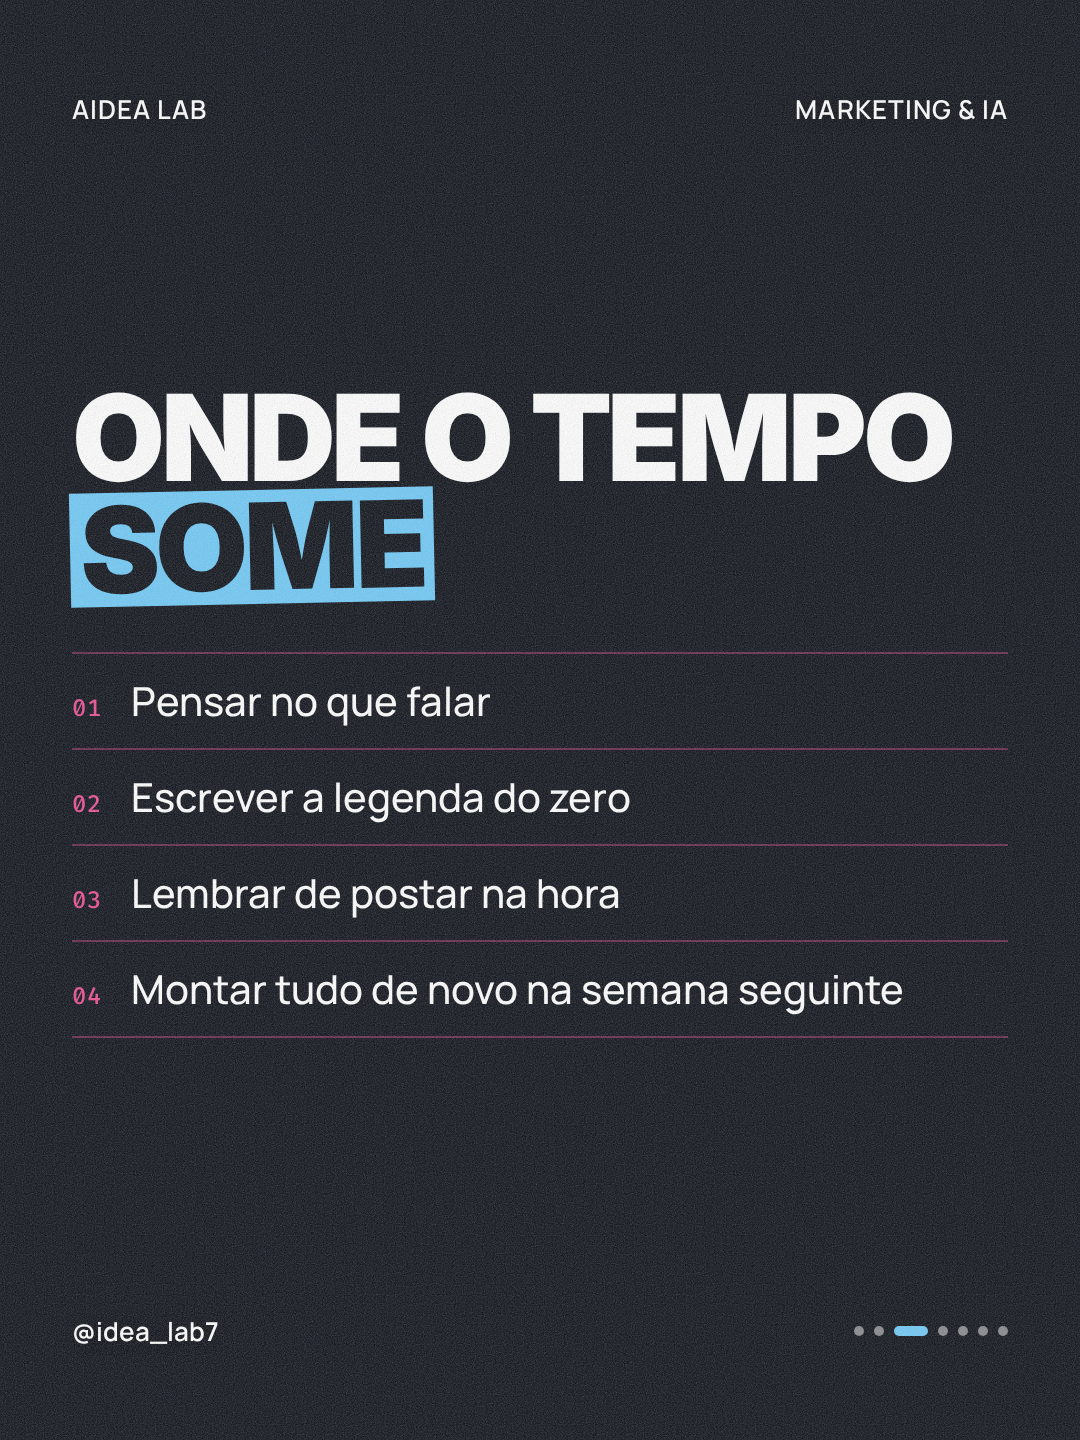 AIDEA LAB
MARKETING & IA
ONDE O TEMPO
SOME
01 Pensar no que falar
02 Escrever a legenda do zero
03 Lembrar de postar na hora
04 Montar tudo de novo na semana seguinte
@idea_lab7